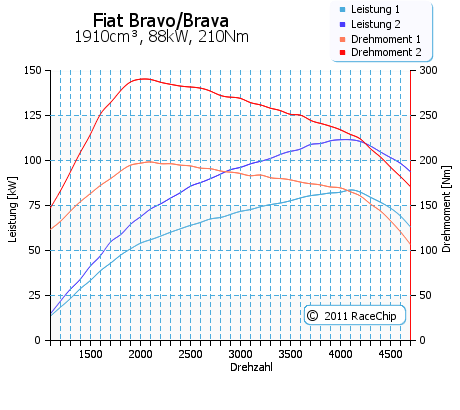 Fiat Bravo/Brava
1910cm³, 88kW, 210Nm
Leistung 1
Leistung 2
Drehmoment 1
Drehmoment 2
150
125
100
75
50
25
0
Leistung [kW]
300
250
200
150
100
50
0
Drehmoment [Nm]
1500 2000 2500 3000 3500 4000 4500
Drehzahl
© 2011 RaceChip